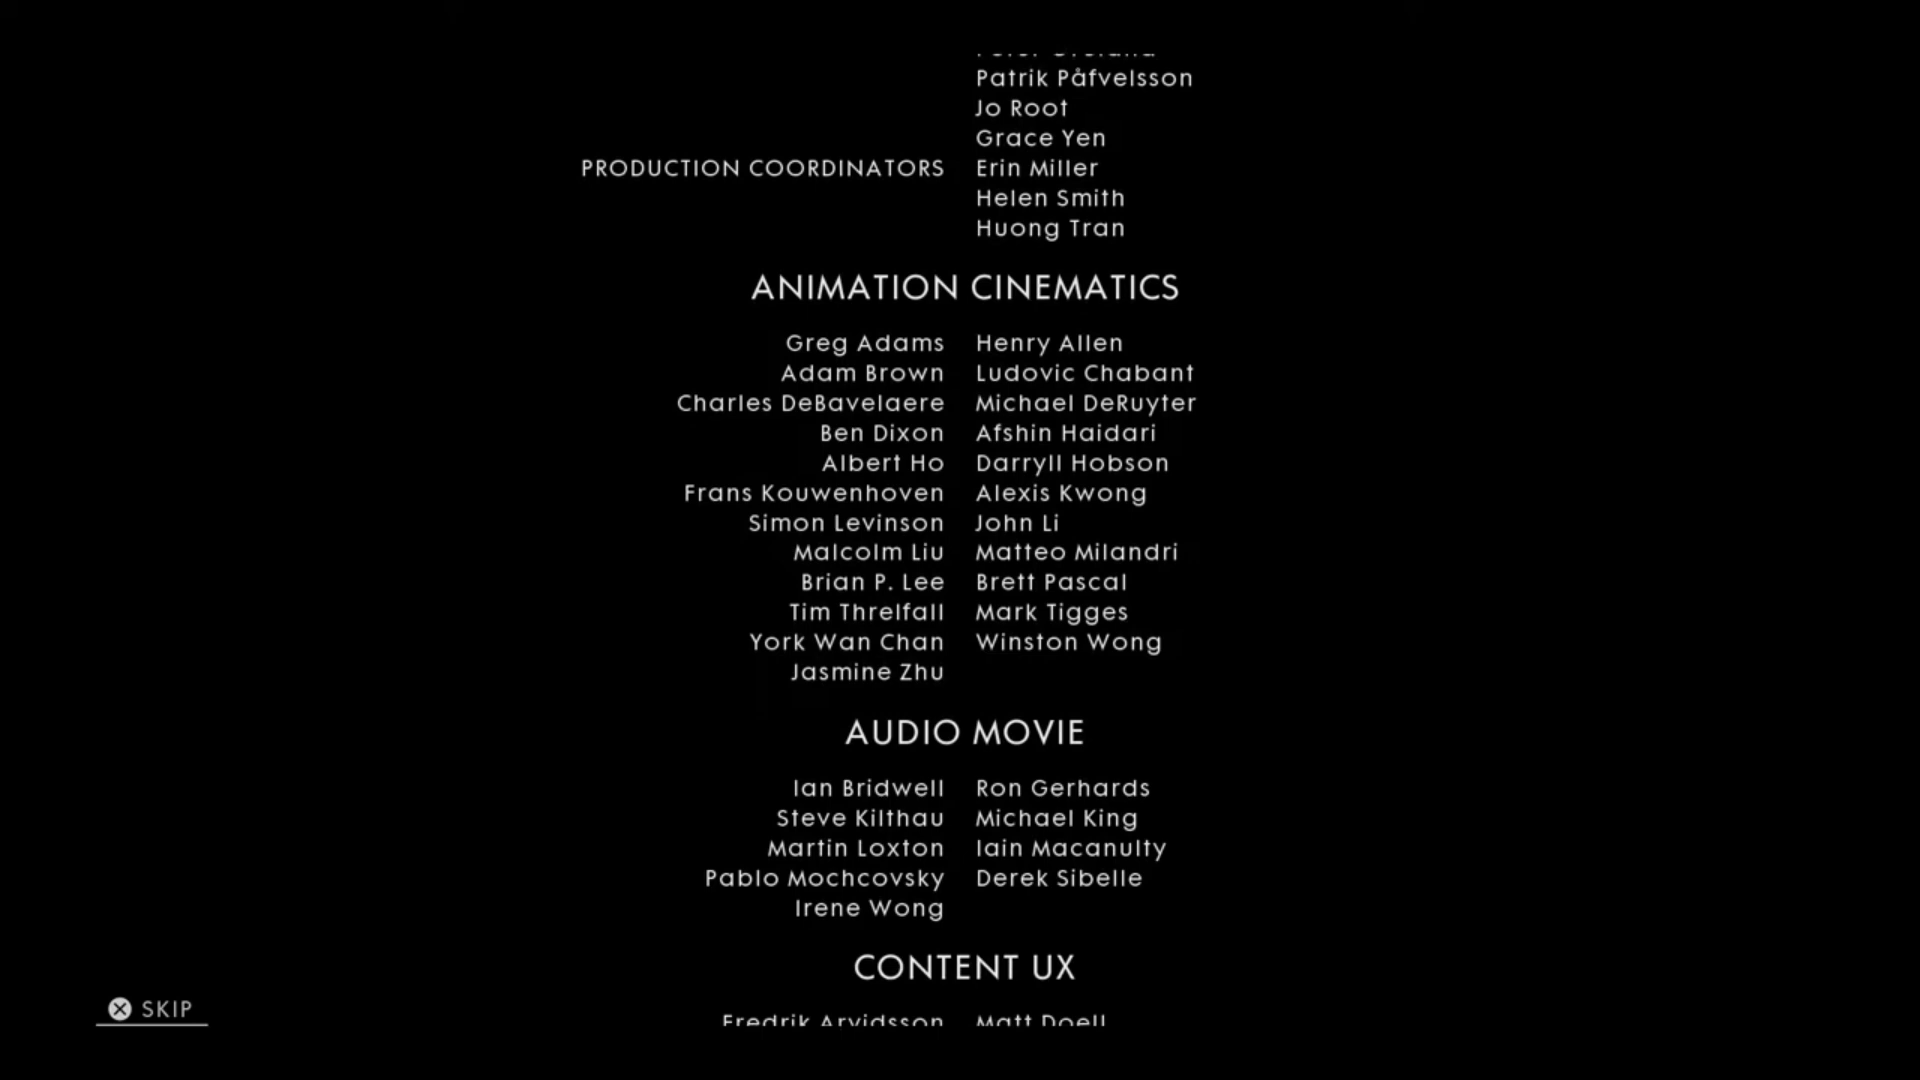 Patrik Påfvelsson
Jo Root
Grace Yen
PRODUCTION COORDINATORS Erin Miller
Helen Smith
Huong Tran
ANIMATION CINEMATICS
Greg Adams Henry Allen
Adam Brown Ludovic Chabant
Charles DeBavelaere Michael DeRuyter
Ben Dixon Afshin Haidari
Albert Ho Darryll Hobson
Frans Kouwenhoven Alexis Kwong
Simon Levinson John Li
Malcolm Liu Matteo Milandri
Brian P. Lee Brett Pascal
Tim Threlfall Mark Tigges
York Wan Chan Winston Wong
Jasmine Zhu
AUDIO MOVIE
Ian Bridwell Ron Gerhards
Steve Kilthau Michael King
Martin Loxton Iain Macanulty
Pablo Mochcovsky Derek Sibelle
Irene Wong
CONTENT UX
SKIP
Fredrik Arvidsson Matt Doell